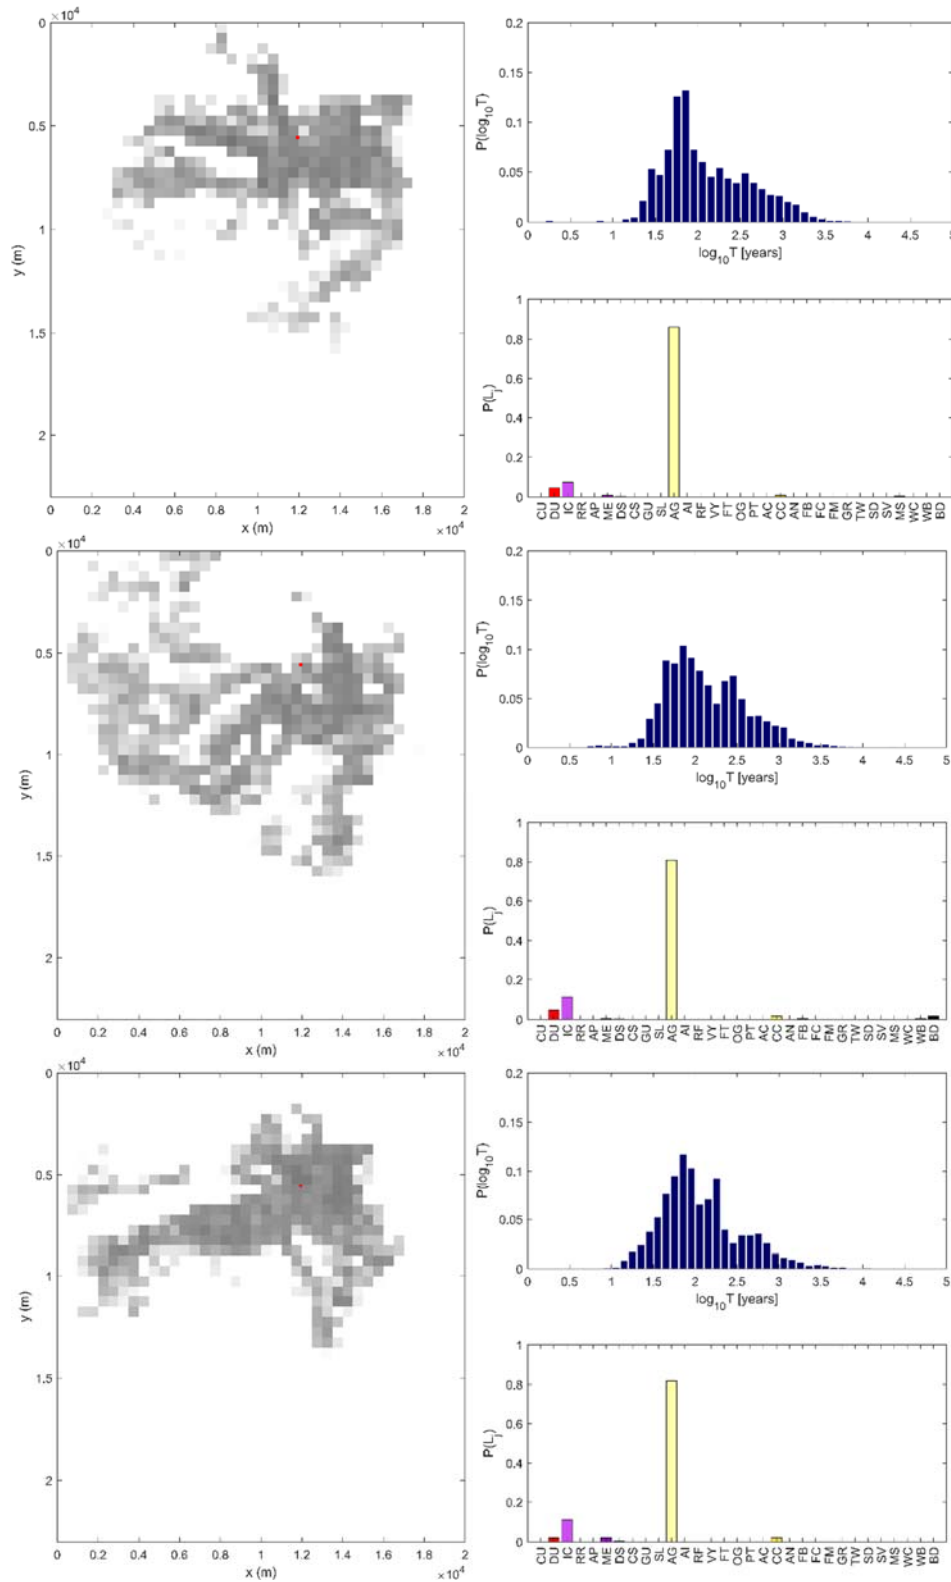 ×10⁴
0
0.5
1
1.5
2
y (m)
0 0.2 0.4 0.6 0.8 1 1.2 1.4 1.6 1.8 2
x (m)
×10⁴
0.2
0.15
0.1
0.05
0
P(log₁₀T)
0 0.5 1 1.5 2 2.5 3 3.5 4 4.5 5
log₁₀T [years]
1
0.8
0.6
0.4
0.2
0
P(Lⱼ)
CU DU IC RR AP ME DS CS GU SL AG AI RF VY FT OG PT AC CC AN FB FC FM GR TW SD SV MS WC WB BD
×10⁴
0
0.5
1
1.5
2
y (m)
0 0.2 0.4 0.6 0.8 1 1.2 1.4 1.6 1.8 2
x (m)
×10⁴
0.2
0.15
0.1
0.05
0
P(log₁₀T)
0 0.5 1 1.5 2 2.5 3 3.5 4 4.5 5
log₁₀T [years]
1
0.8
0.6
0.4
0.2
0
P(Lⱼ)
CU DU IC RR AP ME DS CS GU SL AG AI RF VY FT OG PT AC CC AN FB FC FM GR TW SD SV MS WC WB BD
×10⁴
0
0.5
1
1.5
2
y (m)
0 0.2 0.4 0.6 0.8 1 1.2 1.4 1.6 1.8 2
x (m)
×10⁴
0.2
0.15
0.1
0.05
0
P(log₁₀T)
0 0.5 1 1.5 2 2.5 3 3.5 4 4.5 5
log₁₀T [years]
1
0.8
0.6
0.4
0.2
0
P(Lⱼ)
CU DU IC RR AP ME DS CS GU SL AG AI RF VY FT OG PT AC CC AN FB FC FM GR TW SD SV MS WC WB BD